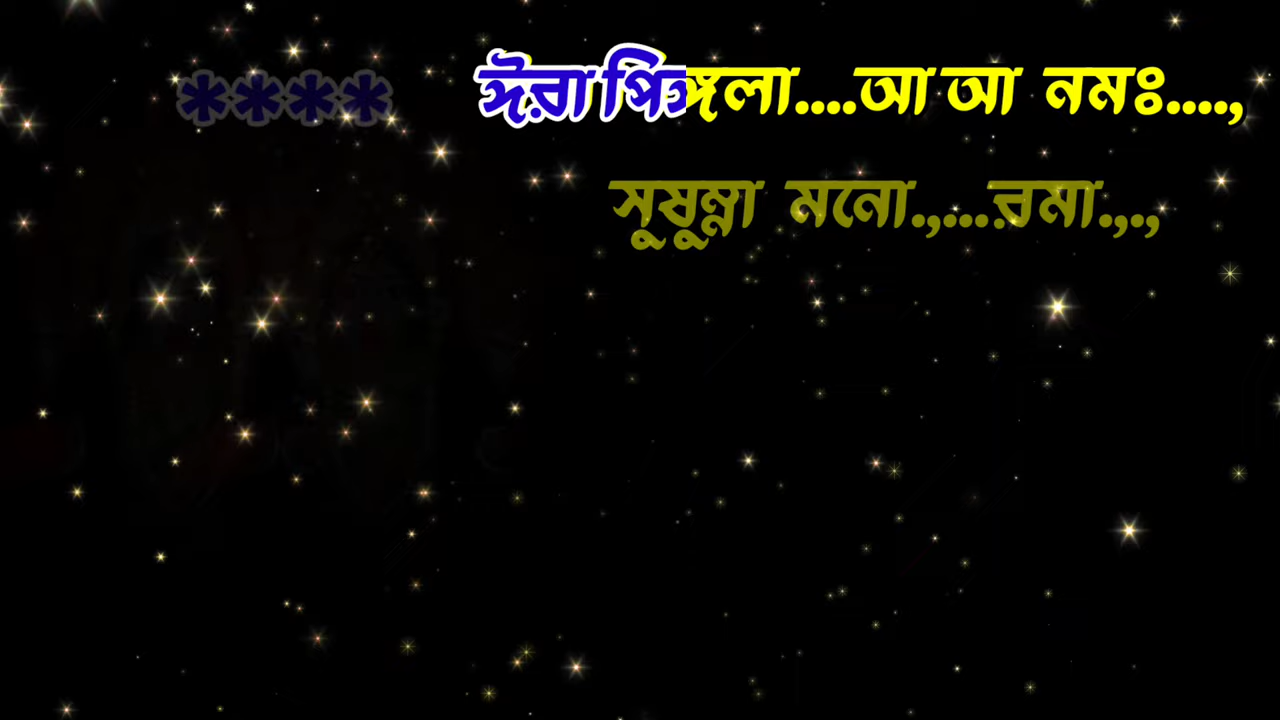 **** ঈরা পিঙ্গলা....আ আ নমঃ....,
সুষুম্না মনো.,...রমা.,.,